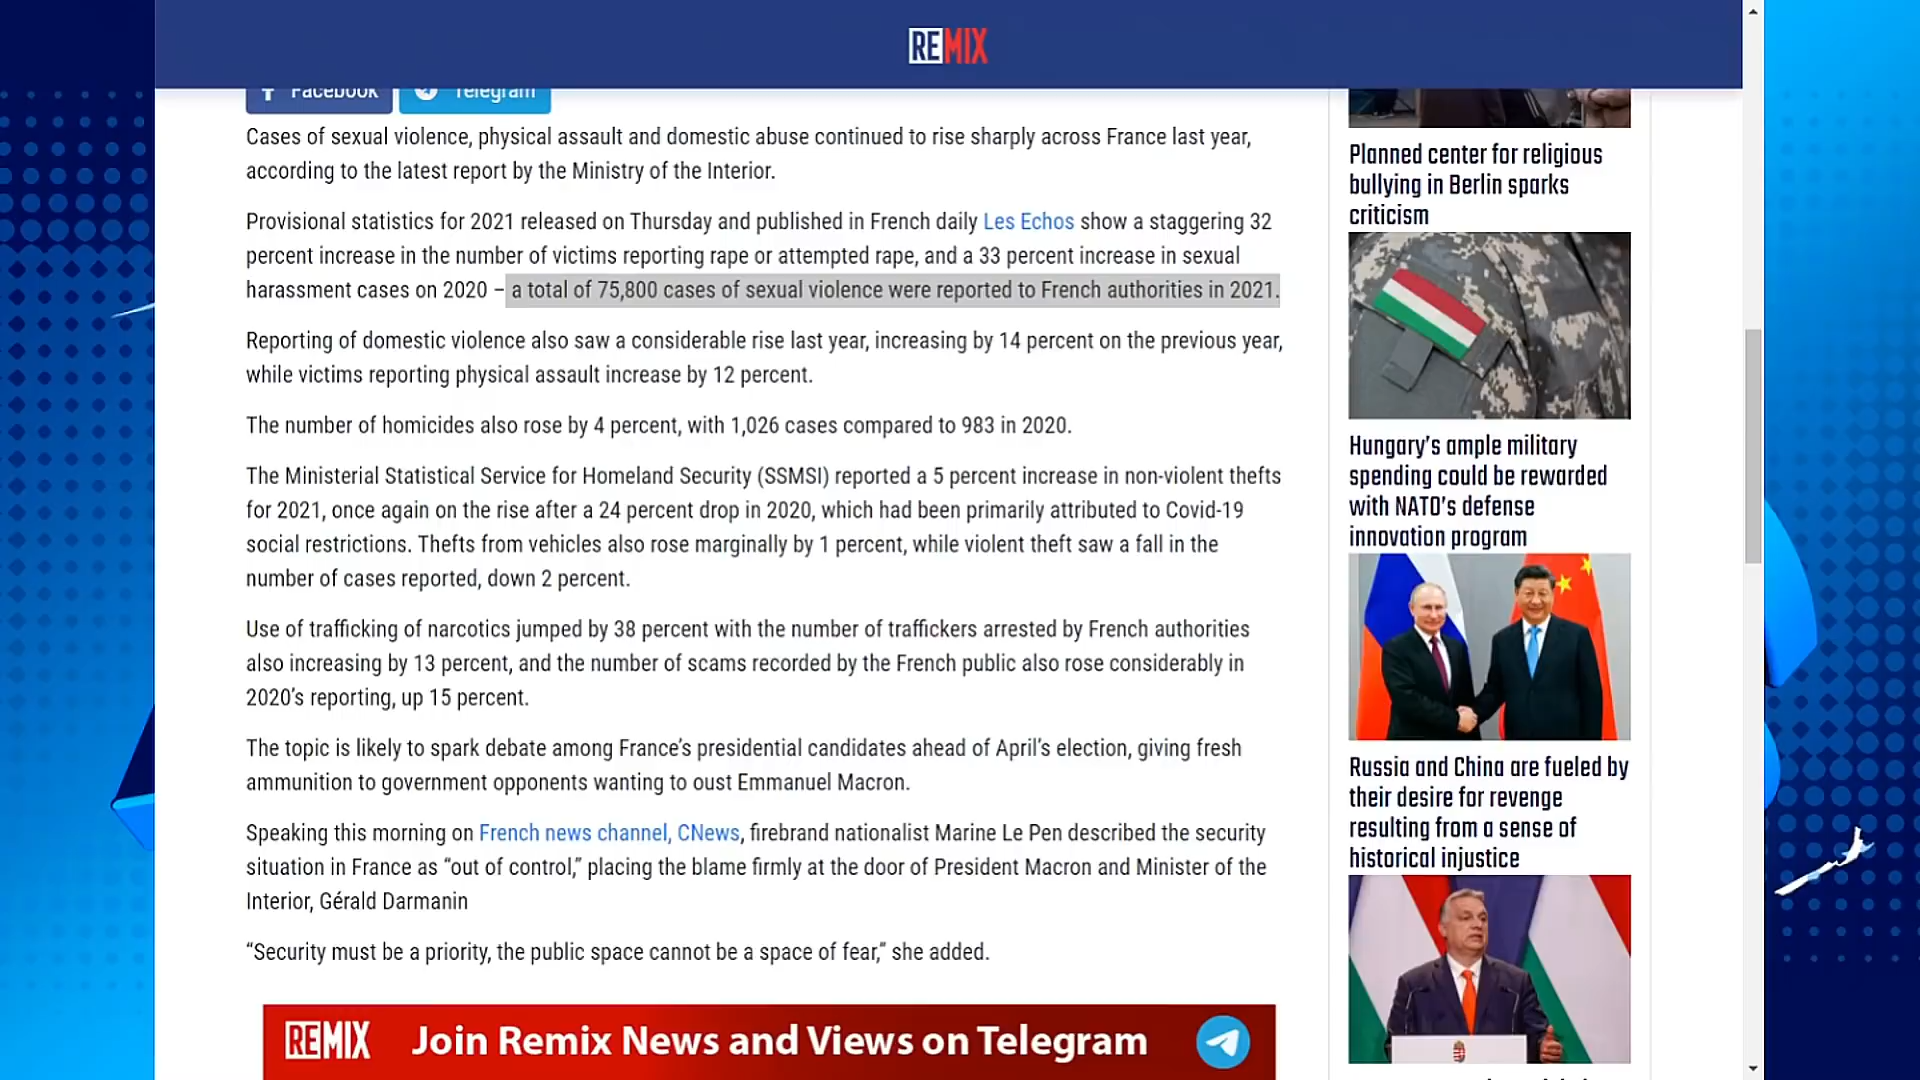 REMIX
Facebook
Telegram
Cases of sexual violence, physical assault and domestic abuse continued to rise sharply across France last year,
according to the latest report by the Ministry of the Interior.
Provisional statistics for 2021 released on Thursday and published in French daily Les Echos show a staggering 32
percent increase in the number of victims reporting rape or attempted rape, and a 33 percent increase in sexual
harassment cases on 2020 – a total of 75,800 cases of sexual violence were reported to French authorities in 2021.
Reporting of domestic violence also saw a considerable rise last year, increasing by 14 percent on the previous year,
while victims reporting physical assault increase by 12 percent.
The number of homicides also rose by 4 percent, with 1,026 cases compared to 983 in 2020.
The Ministerial Statistical Service for Homeland Security (SSMSI) reported a 5 percent increase in non-violent thefts
for 2021, once again on the rise after a 24 percent drop in 2020, which had been primarily attributed to Covid-19
social restrictions. Thefts from vehicles also rose marginally by 1 percent, while violent theft saw a fall in the
number of cases reported, down 2 percent.
Use of trafficking of narcotics jumped by 38 percent with the number of traffickers arrested by French authorities
also increasing by 13 percent, and the number of scams recorded by the French public also rose considerably in
2020’s reporting, up 15 percent.
The topic is likely to spark debate among France’s presidential candidates ahead of April’s election, giving fresh
ammunition to government opponents wanting to oust Emmanuel Macron.
Speaking this morning on French news channel, CNews, firebrand nationalist Marine Le Pen described the security
situation in France as “out of control,” placing the blame firmly at the door of President Macron and Minister of the
Interior, Gérald Darmanin
“Security must be a priority, the public space cannot be a space of fear,” she added.
REMIX Join Remix News and Views on Telegram
Planned center for religious
bullying in Berlin sparks
criticism
Hungary’s ample military
spending could be rewarded
with NATO’s defense
innovation program
Russia and China are fueled by
their desire for revenge
resulting from a sense of
historical injustice